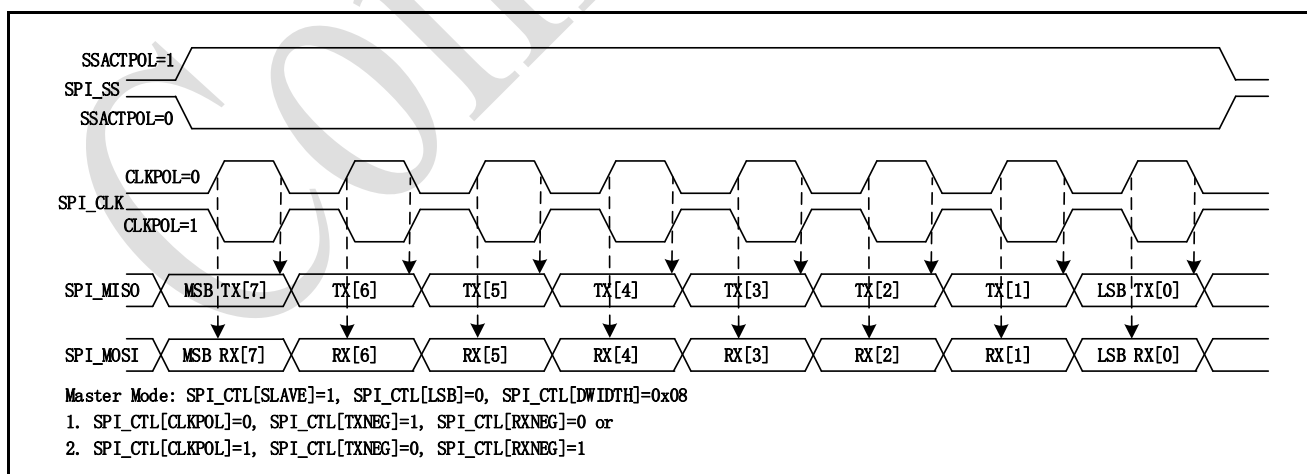 SSACTPOL=1
SPI_SS
SSACTPOL=0
CLKPOL=0
SPI_CLK
CLKPOL=1
SPI_MISO MSB TX[7] TX[6] TX[5] TX[4] TX[3] TX[2] TX[1] LSB TX[0]
SPI_MOSI MSB RX[7] RX[6] RX[5] RX[4] RX[3] RX[2] RX[1] LSB RX[0]
Master Mode: SPI_CTL[SLAVE]=1, SPI_CTL[LSB]=0, SPI_CTL[DWIDTH]=0x08
1. SPI_CTL[CLKPOL]=0, SPI_CTL[TXNEG]=1, SPI_CTL[RXNEG]=0 or
2. SPI_CTL[CLKPOL]=1, SPI_CTL[TXNEG]=0, SPI_CTL[RXNEG]=1